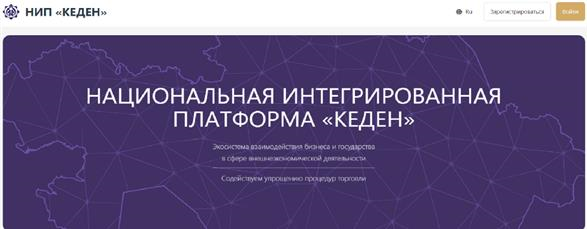 НИП «КЕДЕН»
Ru
Зарегистрироваться
Войти
НАЦИОНАЛЬНАЯ ИНТЕГРИРОВАННАЯ
ПЛАТФОРМА «КЕДЕН»
Экосистема взаимодействия бизнеса и государства
в сфере внешнеэкономической деятельности
Содействуем упрощению процедур торговли